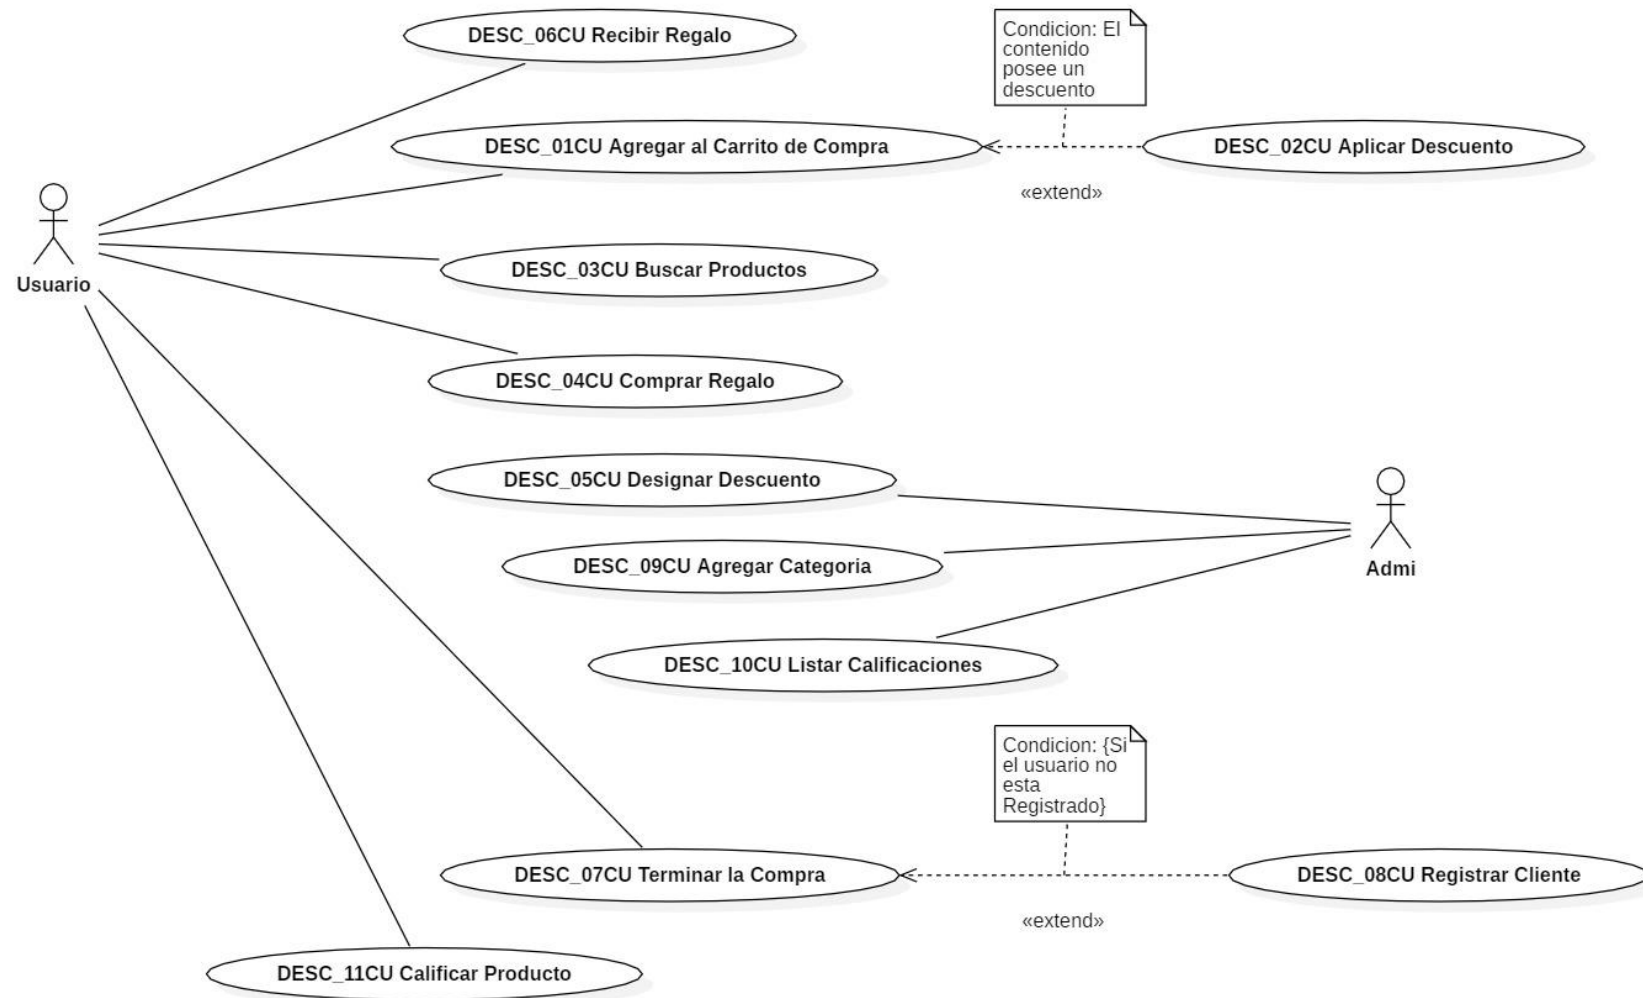 DESC_06CU Recibir Regalo
Condicion: El
contenido
posee un
descuento
DESC_01CU Agregar al Carrito de Compra
DESC_02CU Aplicar Descuento
«extend»
Usuario
DESC_03CU Buscar Productos
DESC_04CU Comprar Regalo
DESC_05CU Designar Descuento
DESC_09CU Agregar Categoria
Admi
DESC_10CU Listar Calificaciones
Condicion: {Si
el usuario no
esta
Registrado}
DESC_07CU Terminar la Compra
DESC_08CU Registrar Cliente
«extend»
DESC_11CU Calificar Producto